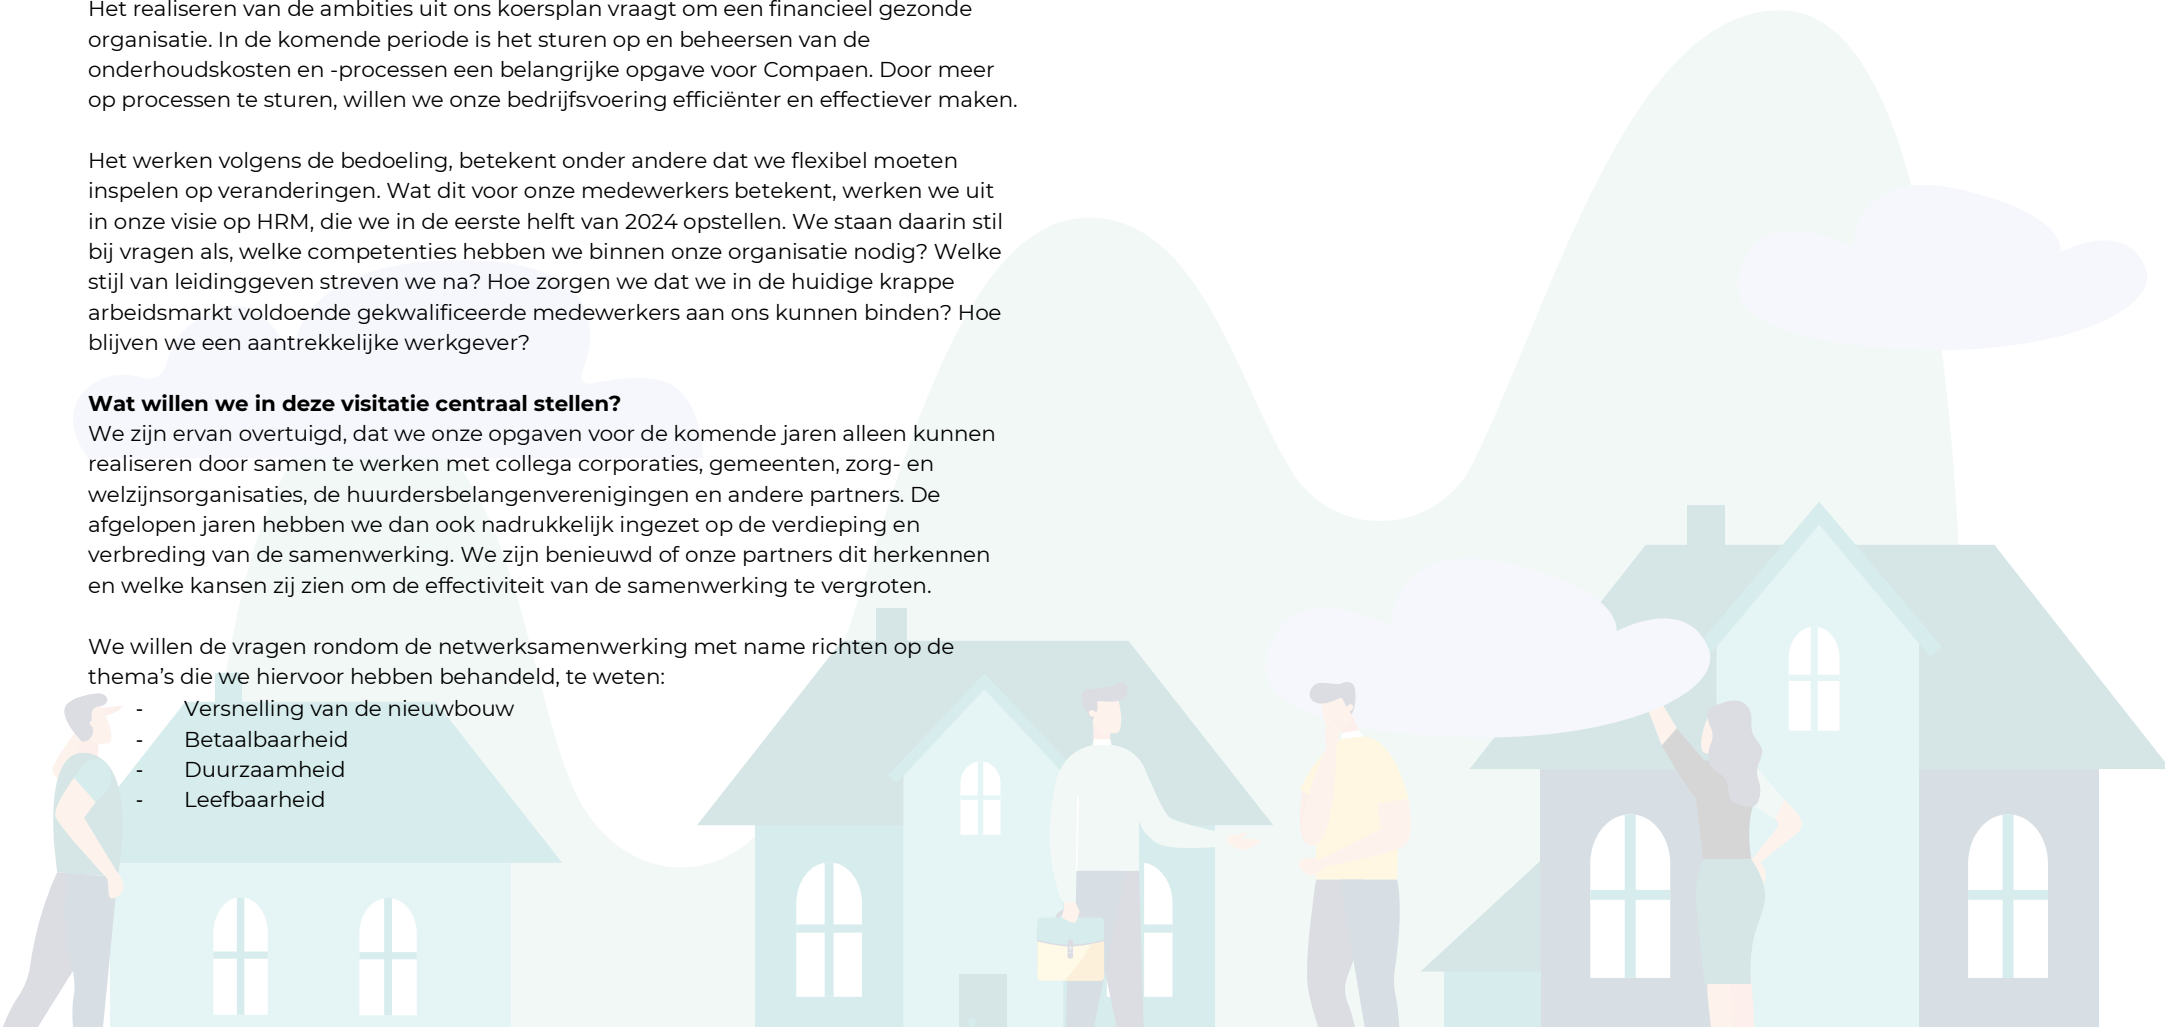 Het realiseren van de ambities uit ons koersplan vraagt om een financieel gezonde
organisatie. In de komende periode is het sturen op en beheersen van de
onderhoudskosten en -processen een belangrijke opgave voor Compaen. Door meer
op processen te sturen, willen we onze bedrijfsvoering efficiënter en effectiever maken.

Het werken volgens de bedoeling, betekent onder andere dat we flexibel moeten
inspelen op veranderingen. Wat dit voor onze medewerkers betekent, werken we uit
in onze visie op HRM, die we in de eerste helft van 2024 opstellen. We staan daarin stil
bij vragen als, welke competenties hebben we binnen onze organisatie nodig? Welke
stijl van leidinggeven streven we na? Hoe zorgen we dat we in de huidige krappe
arbeidsmarkt voldoende gekwalificeerde medewerkers aan ons kunnen binden? Hoe
blijven we een aantrekkelijke werkgever?

Wat willen we in deze visitatie centraal stellen?
We zijn ervan overtuigd, dat we onze opgaven voor de komende jaren alleen kunnen
realiseren door samen te werken met collega corporaties, gemeenten, zorg- en
welzijnsorganisaties, de huurdersbelangenverenigingen en andere partners. De
afgelopen jaren hebben we dan ook nadrukkelijk ingezet op de verdieping en
verbreding van de samenwerking. We zijn benieuwd of onze partners dit herkennen
en welke kansen zij zien om de effectiviteit van de samenwerking te vergroten.

We willen de vragen rondom de netwerksamenwerking met name richten op de
thema’s die we hiervoor hebben behandeld, te weten:
- Versnelling van de nieuwbouw
- Betaalbaarheid
- Duurzaamheid
- Leefbaarheid